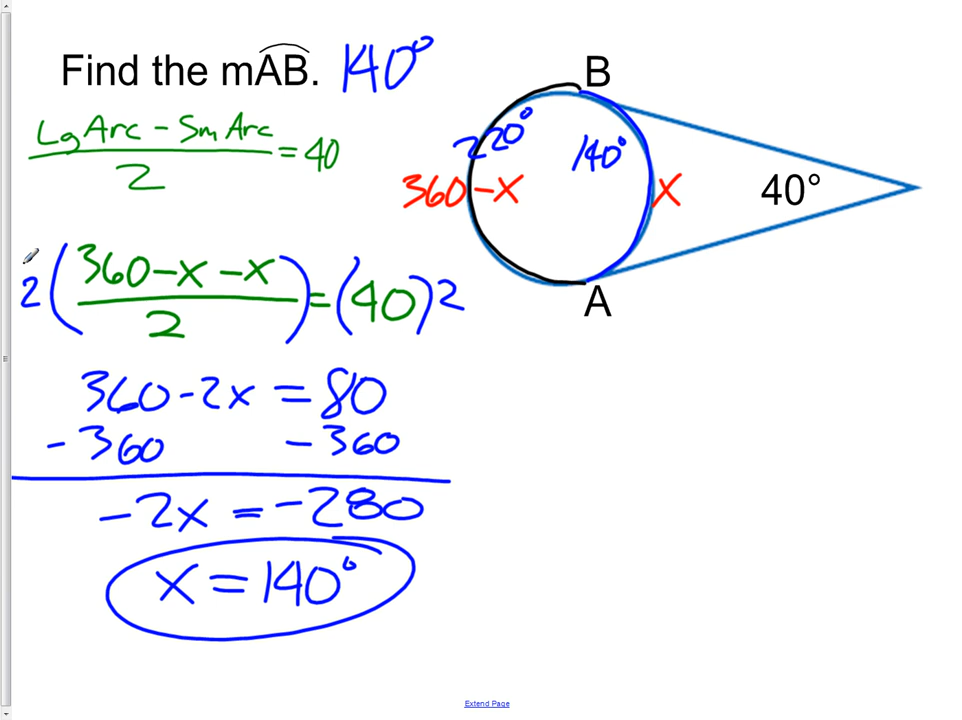 Find the mAB. 140°
Lg Arc - Sm Arc
2
= 40
2 ( 360 - x - x
2
) = (40) 2
360 - 2x = 80
- 360 - 360
- 2x = - 280
x = 140°
B
220°
140°
360 - x
x
40°
A
Extend Page